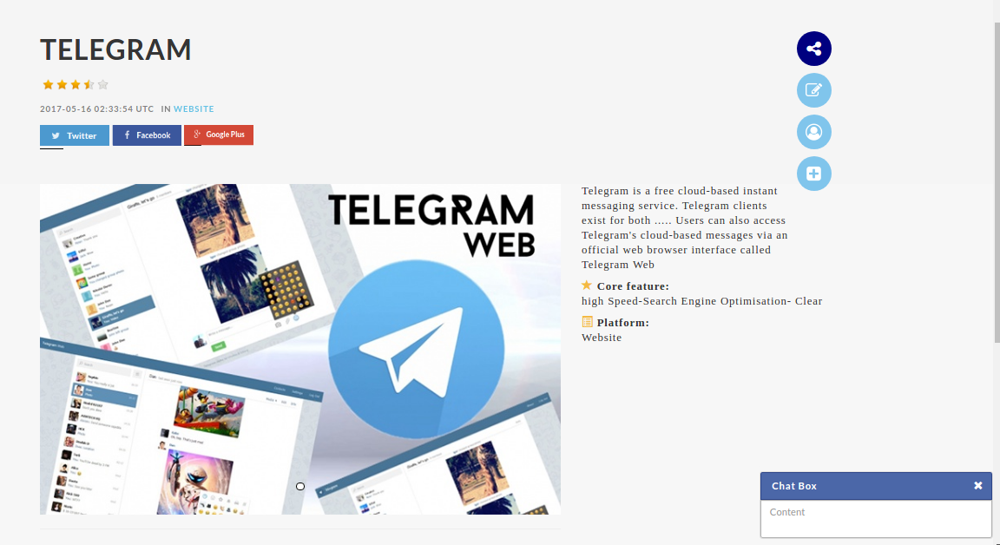 TELEGRAM
2017-05-16 02:33:54 UTC IN WEBSITE
Twitter
Facebook
Google Plus
TELEGRAM
WEB
Telegram is a free cloud-based instant
messaging service. Telegram clients
exist for both ..... Users can also access
Telegram's cloud-based messages via an
official web browser interface called
Telegram Web
Core feature:
high Speed-Search Engine Optimisation- Clear
Platform:
Website
Chat Box
Content